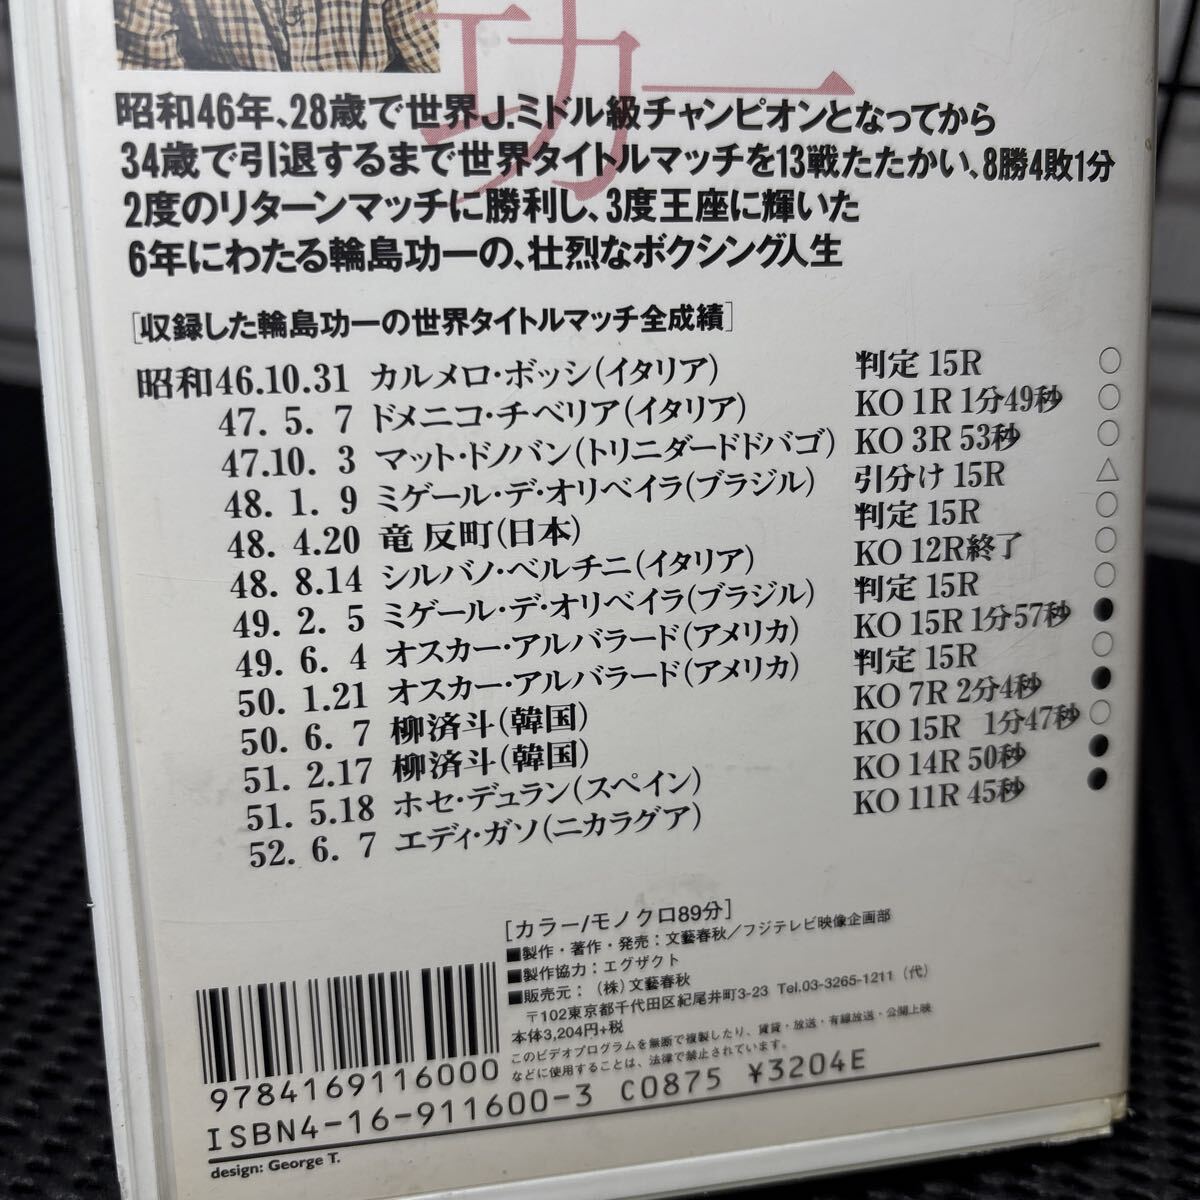 功一
昭和46年、28歳で世界J.ミドル級チャンピオンとなってから
34歳で引退するまで世界タイトルマッチを13戦たたかい、8勝4敗1分
2度のリターンマッチに勝利し、3度王座に輝いた
6年にわたる輪島功一の、壮烈なボクシング人生
[収録した輪島功一の世界タイトルマッチ全成績]
昭和46.10.31 カルメロ・ボッシ(イタリア) 判定 15R ○
47. 5. 7 ドメニコ・チベリア(イタリア) KO 1R 1分49秒 ○
47.10. 3 マット・ドノバン(トリニダードドバゴ) KO 3R 53秒 ○
48. 1. 9 ミゲール・デ・オリベイラ(ブラジル) 引分け 15R △
48. 4.20 竜 反町(日本) 判定 15R ○
48. 8.14 シルバノ・ベルチニ(イタリア) KO 12R終了 ○
49. 2. 5 ミゲール・デ・オリベイラ(ブラジル) 判定 15R ○
49. 6. 4 オスカー・アルバラード(アメリカ) KO 15R 1分57秒 ●
50. 1.21 オスカー・アルバラード(アメリカ) 判定 15R ○
50. 6. 7 柳済斗(韓国) KO 7R 2分4秒 ●
51. 2.17 柳済斗(韓国) KO 15R 1分47秒 ○
51. 5.18 ホセ・デュラン(スペイン) KO 14R 50秒 ●
52. 6. 7 エディ・ガソ(ニカラグア) KO 11R 45秒 ●
[カラー/モノクロ89分]
■製作・著作・発売：文藝春秋／フジテレビ映像企画部
■製作協力：エグザクト
■販売元：（株）文藝春秋
〒102東京都千代田区紀尾井町3-23 Tel.03-3265-1211（代）
本体3,204円+税
このビデオプログラムを無断で複製したり、賃貸・放送・有線放送・公開上映
などに使用することは、法律で禁止されています。
9784169116000
ISBN4-16-911600-3 C0875 ¥3204E
design: George T.